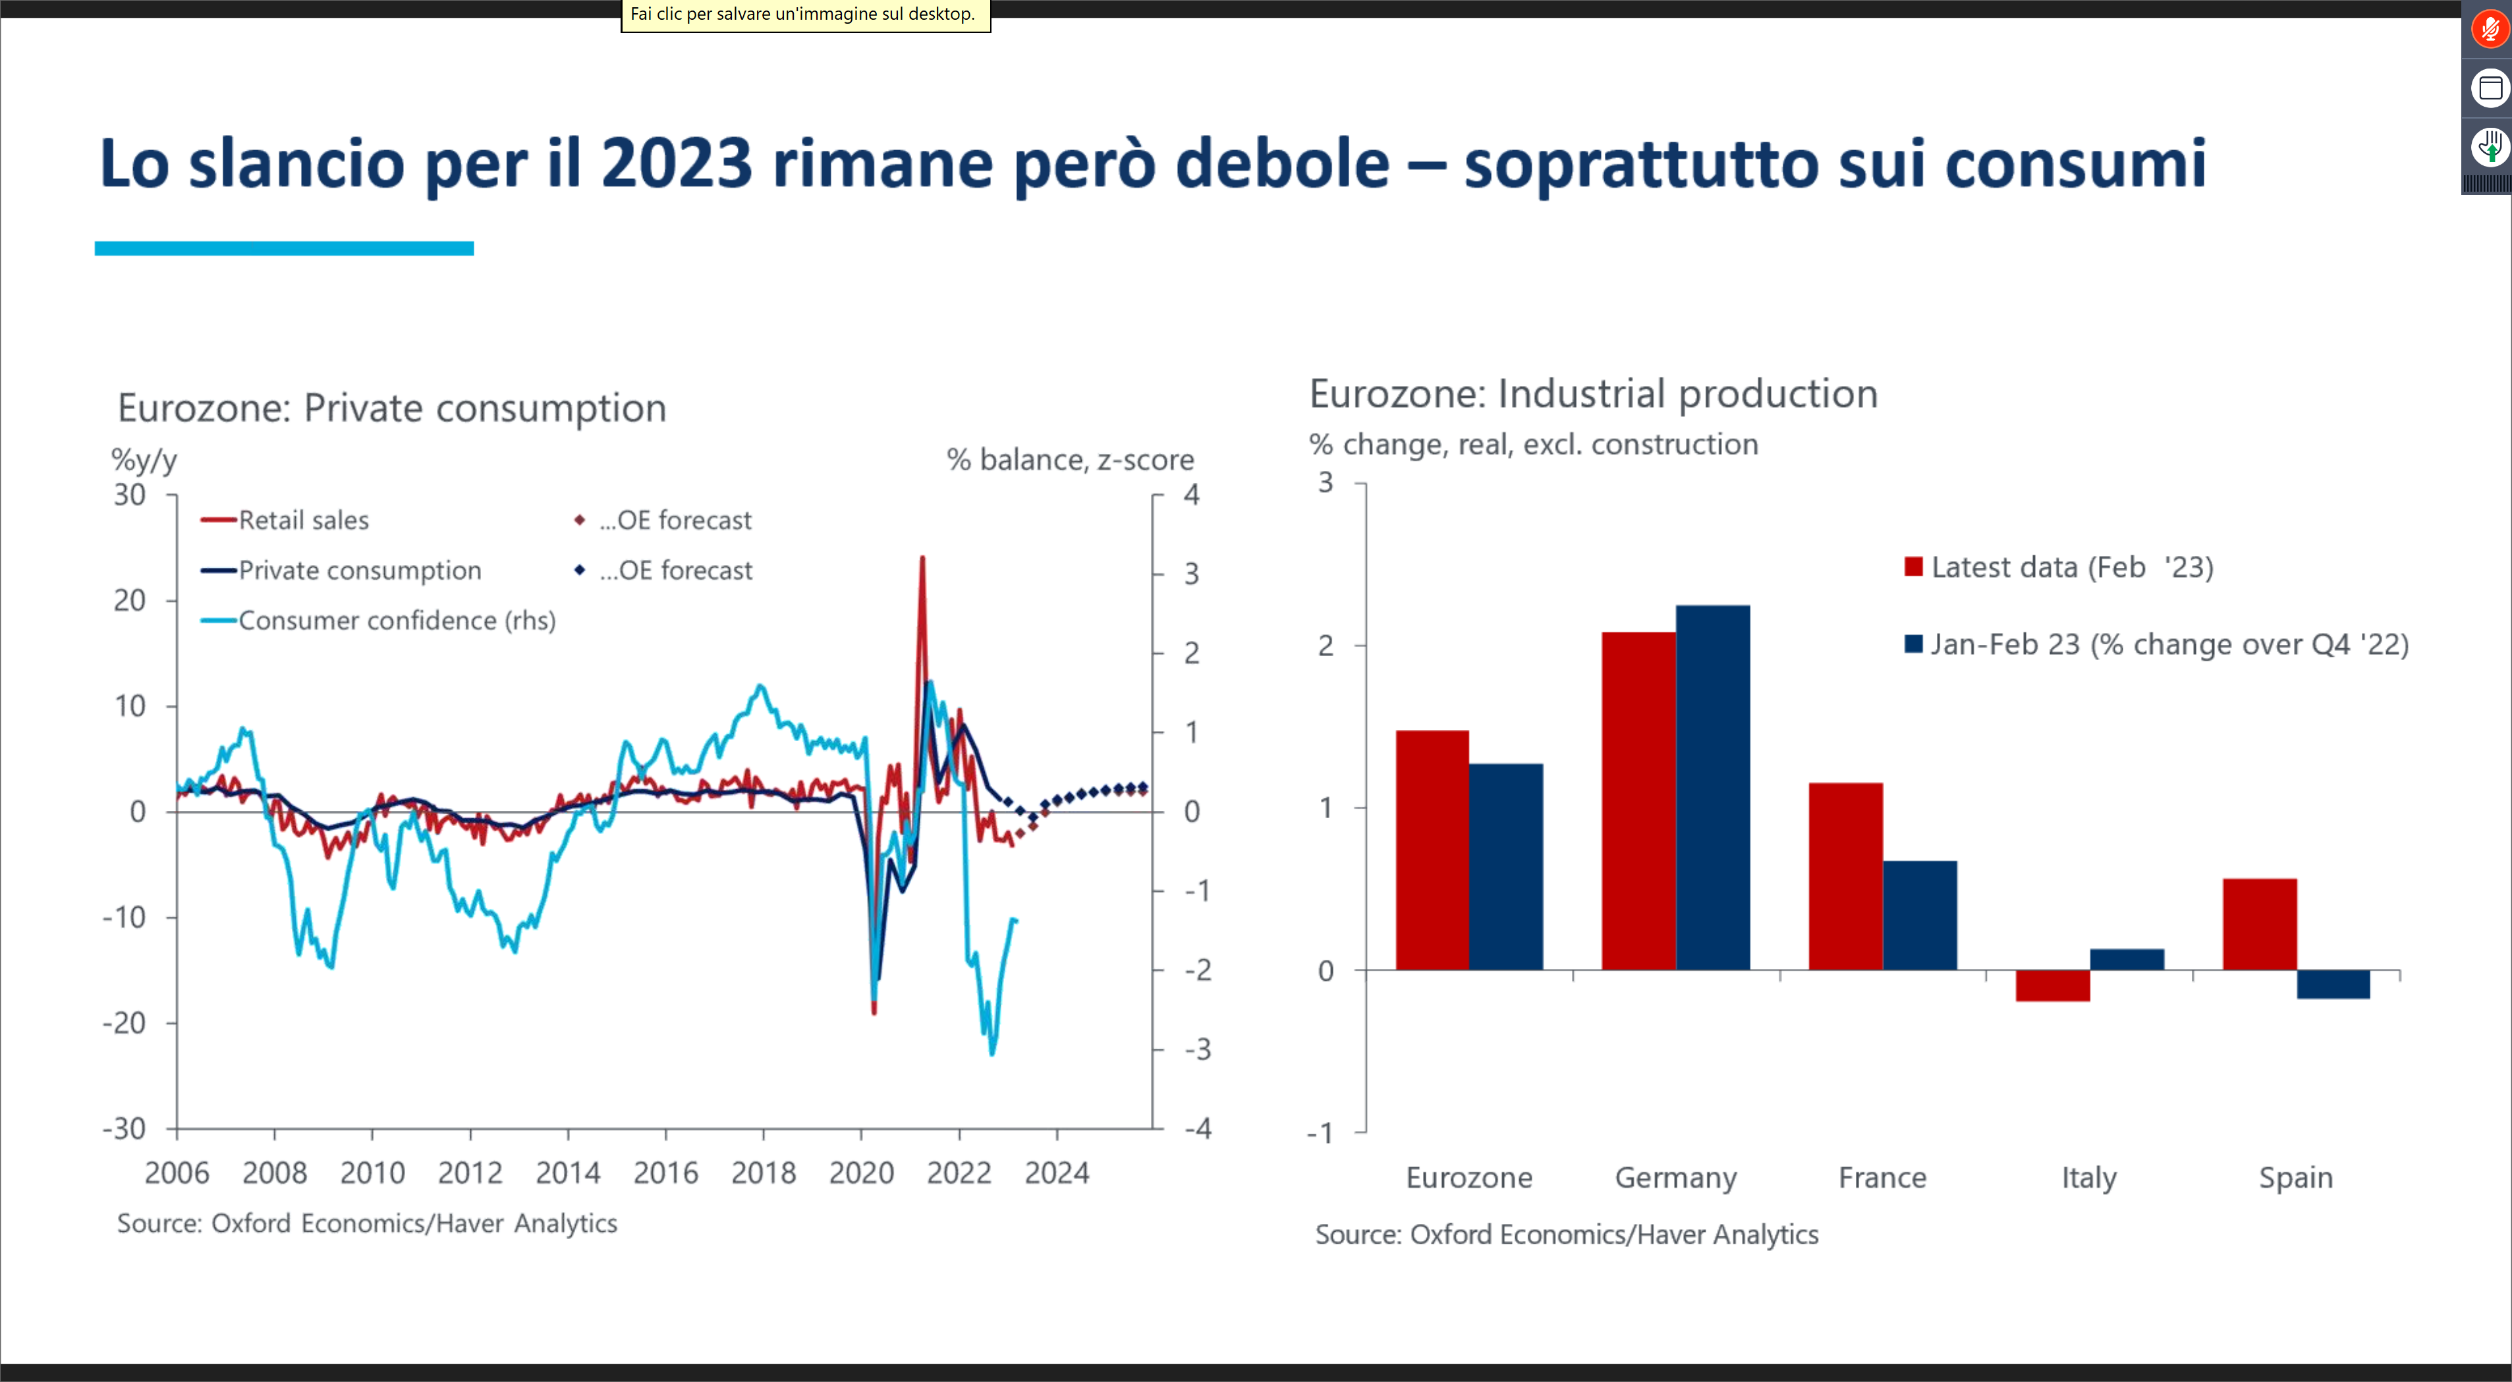 Fai clic per salvare un'immagine sul desktop.
Lo slancio per il 2023 rimane però debole – soprattutto sui consumi
Eurozone: Private consumption
%y/y
% balance, z-score
30
20
10
0
-10
-20
-30
Retail sales
...OE forecast
Private consumption
...OE forecast
Consumer confidence (rhs)
4
3
2
1
0
-1
-2
-3
-4
2006 2008 2010 2012 2014 2016 2018 2020 2022 2024
Source: Oxford Economics/Haver Analytics
Eurozone: Industrial production
% change, real, excl. construction
3
2
1
0
-1
Latest data (Feb '23)
Jan-Feb 23 (% change over Q4 '22)
Eurozone Germany France Italy Spain
Source: Oxford Economics/Haver Analytics